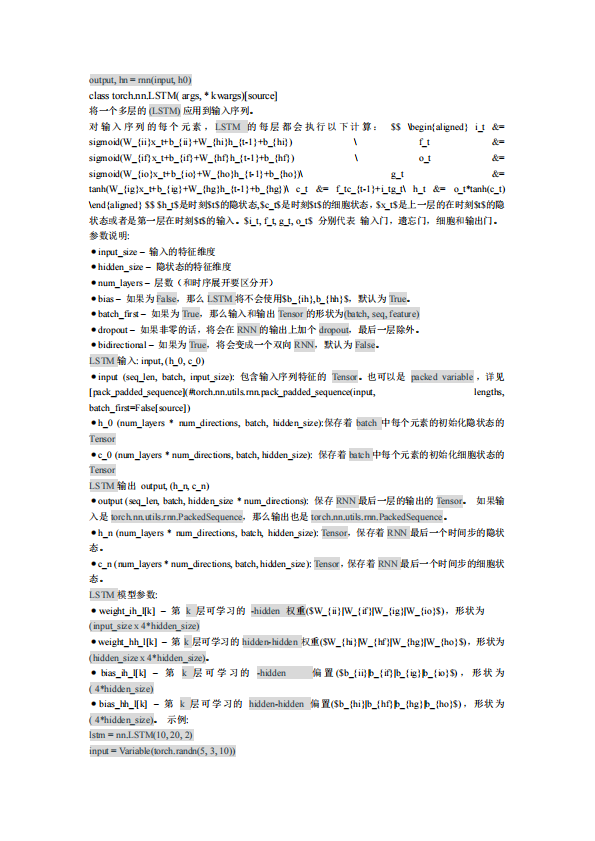 output, hn = rnn(input, h0)
class torch.nn.LSTM( args, * kwargs)[source]
将一个多层的 (LSTM) 应用到输入序列。
对输入序列的每个元素，LSTM 的每层都会执行以下计算： $$ \begin{aligned} i_t &=
sigmoid(W_{ii}x_t+b_{ii}+W_{hi}h_{t-1}+b_{hi}) \ f_t &=
sigmoid(W_{if}x_t+b_{if}+W_{hf}h_{t-1}+b_{hf}) \ o_t &=
sigmoid(W_{io}x_t+b_{io}+W_{ho}h_{t-1}+b_{ho})\ g_t &=
tanh(W_{ig}x_t+b_{ig}+W_{hg}h_{t-1}+b_{hg})\ c_t &= f_tc_{t-1}+i_tg_t\ h_t &= o_t*tanh(c_t)
\end{aligned} $$ $h_t$是时刻$t$的隐状态,$c_t$是时刻$t$的细胞状态，$x_t$是上一层的在时刻$t$的隐
状态或者是第一层在时刻$t$的输入。$i_t, f_t, g_t, o_t$ 分别代表 输入门，遗忘门，细胞和输出门。
参数说明:
● input_size – 输入的特征维度
● hidden_size – 隐状态的特征维度
● num_layers – 层数（和时序展开要区分开）
● bias – 如果为 False，那么 LSTM 将不会使用$b_{ih},b_{hh}$，默认为 True。
● batch_first – 如果为 True，那么输入和输出 Tensor 的形状为(batch, seq, feature)
● dropout – 如果非零的话，将会在 RNN 的输出上加个 dropout，最后一层除外。
● bidirectional – 如果为 True，将会变成一个双向 RNN，默认为 False。
LSTM 输入: input, (h_0, c_0)
● input (seq_len, batch, input_size): 包含输入序列特征的 Tensor。也可以是 packed variable ，详见
[pack_padded_sequence](#torch.nn.utils.rnn.pack_padded_sequence(input, lengths,
batch_first=False[source])
● h_0 (num_layers * num_directions, batch, hidden_size):保存着 batch 中每个元素的初始化隐状态的
Tensor
● c_0 (num_layers * num_directions, batch, hidden_size): 保存着 batch 中每个元素的初始化细胞状态的
Tensor
LSTM 输出 output, (h_n, c_n)
● output (seq_len, batch, hidden_size * num_directions): 保存 RNN 最后一层的输出的 Tensor。 如果输
入是 torch.nn.utils.rnn.PackedSequence，那么输出也是 torch.nn.utils.rnn.PackedSequence。
● h_n (num_layers * num_directions, batch, hidden_size): Tensor，保存着 RNN 最后一个时间步的隐状
态。
● c_n (num_layers * num_directions, batch, hidden_size): Tensor，保存着 RNN 最后一个时间步的细胞状
态。
LSTM 模型参数:
● weight_ih_l[k] – 第 k 层可学习的 -hidden 权重($W_{ii}|W_{if}|W_{ig}|W_{io}$)，形状为
(input_size x 4*hidden_size)
● weight_hh_l[k] – 第 k 层可学习的 hidden-hidden 权重($W_{hi}|W_{hf}|W_{hg}|W_{ho}$)，形状为
(hidden_size x 4*hidden_size)。
● bias_ih_l[k] – 第 k 层可学习的 -hidden 偏置($b_{ii}|b_{if}|b_{ig}|b_{io}$)，形状为
( 4*hidden_size)
● bias_hh_l[k] – 第 k 层可学习的 hidden-hidden 偏置($b_{hi}|b_{hf}|b_{hg}|b_{ho}$)，形状为
( 4*hidden_size)。 示例:
lstm = nn.LSTM(10, 20, 2)
input = Variable(torch.randn(5, 3, 10))